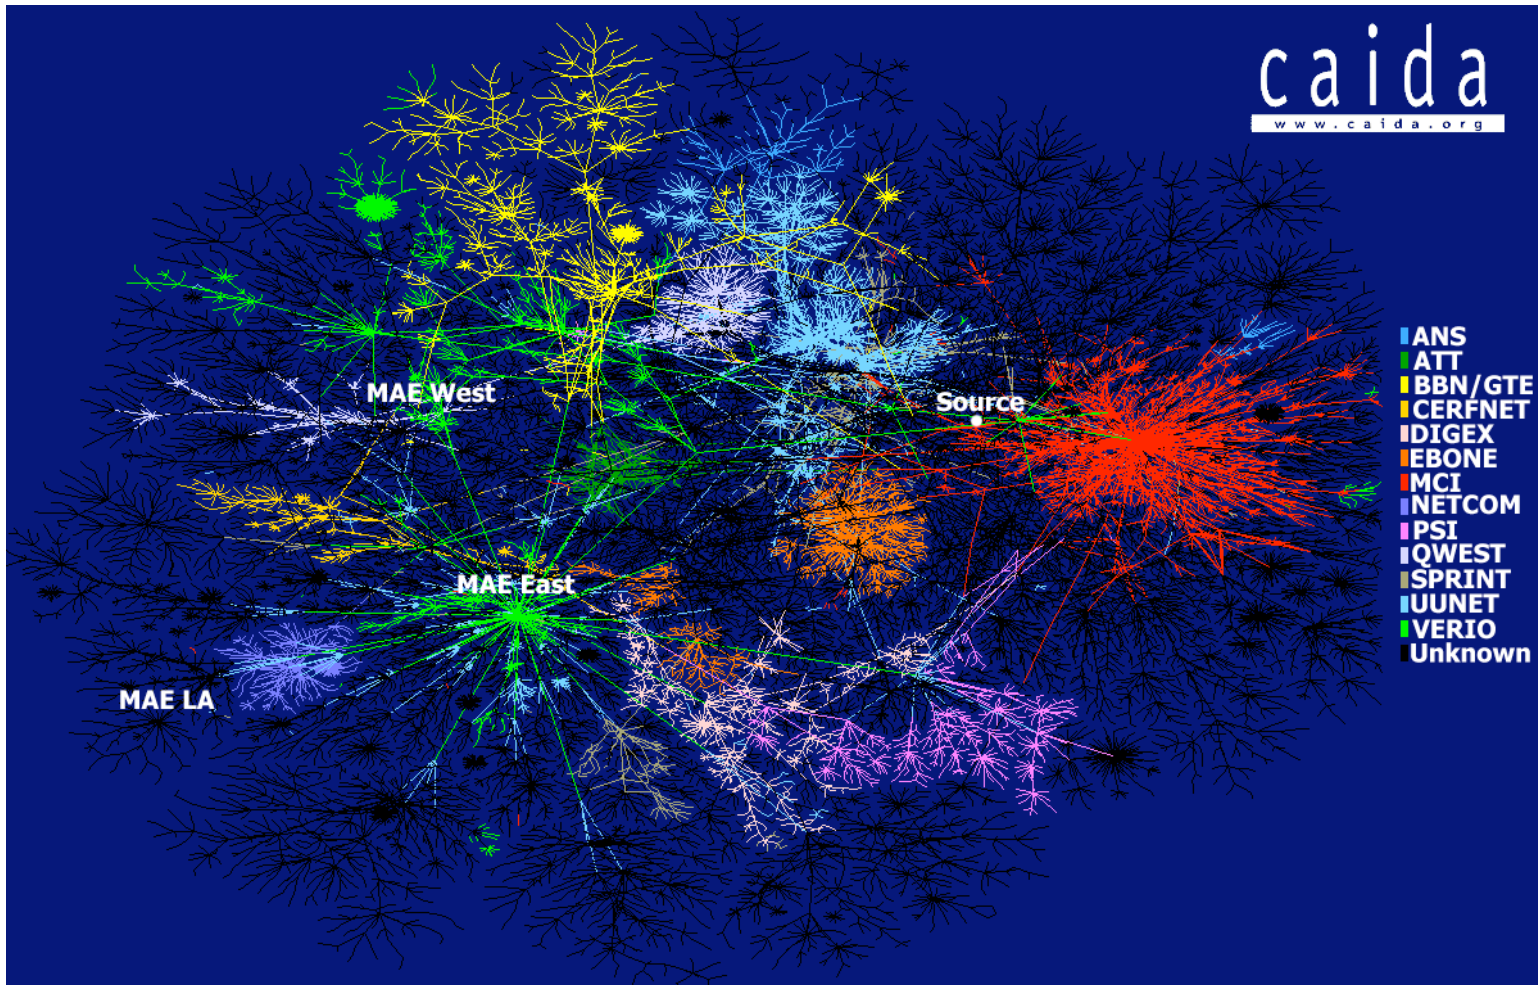 caida
www.caida.org
ANS
ATT
MAE West
BBN/GTE
Source
CERFNET
DIGEX
EBONE
MCI
NETCOM
PSI
QWEST
MAE East
SPRINT
UUNET
VERIO
Unknown
MAE LA